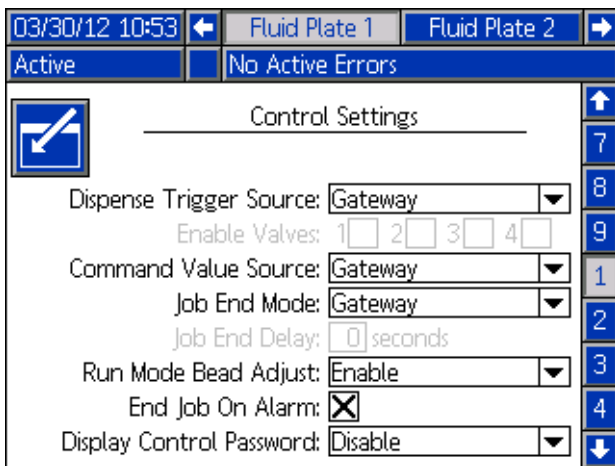 03/30/12 10:53 Fluid Plate 1 Fluid Plate 2
Active No Active Errors
Control Settings
7
Dispense Trigger Source: Gateway
8
Enable Valves: 1 2 3 4
9
Command Value Source: Gateway
1
Job End Mode: Gateway
2
Job End Delay: 0 seconds
Run Mode Bead Adjust: Enable
3
End Job On Alarm:
4
Display Control Password: Disable